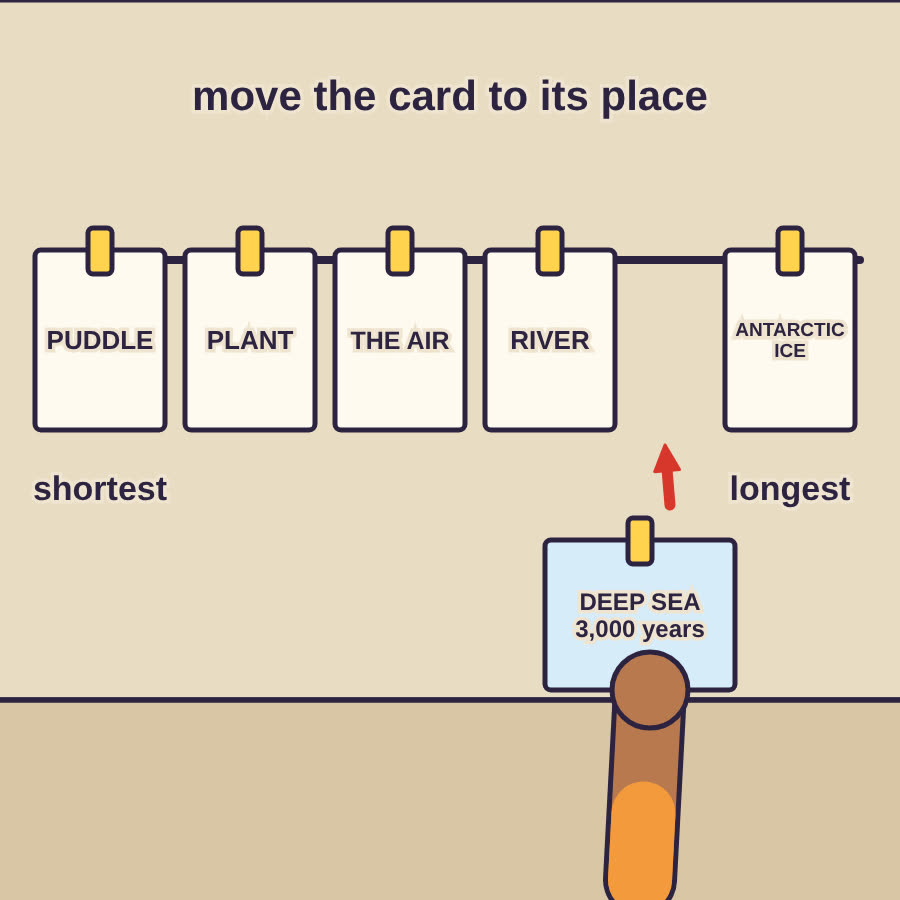 move the card to its place
PUDDLE
PLANT
THE AIR
RIVER
ANTARCTIC
ICE
shortest
longest
DEEP SEA
3,000 years